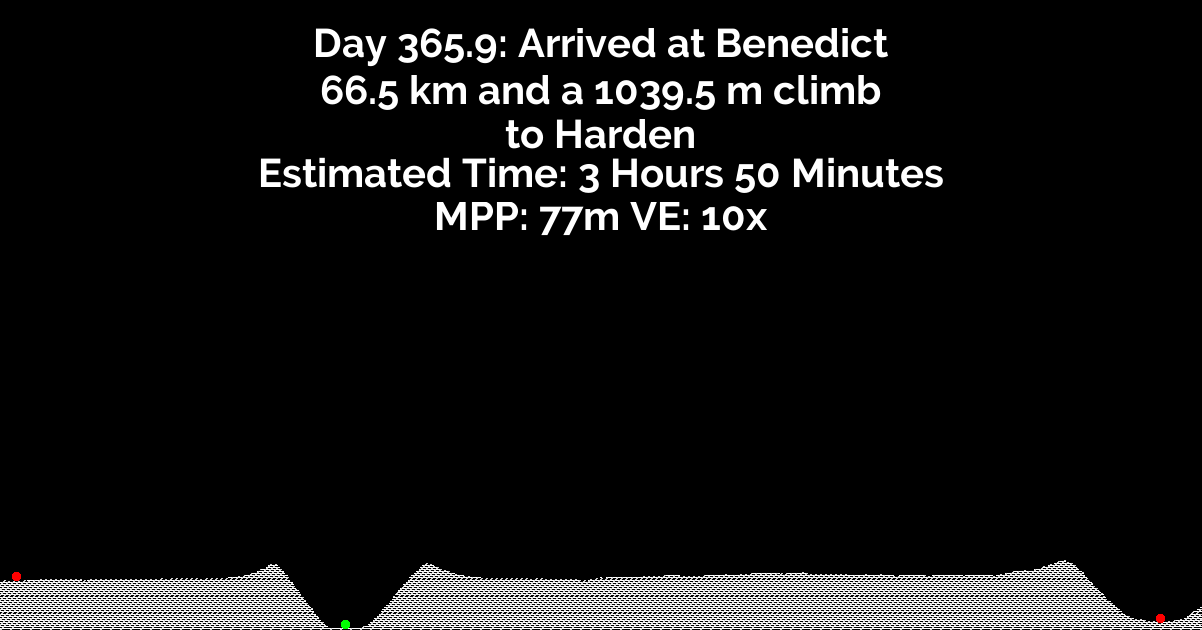 Day 365.9: Arrived at Benedict
66.5 km and a 1039.5 m climb
to Harden
Estimated Time: 3 Hours 50 Minutes
MPP: 77m VE: 10x